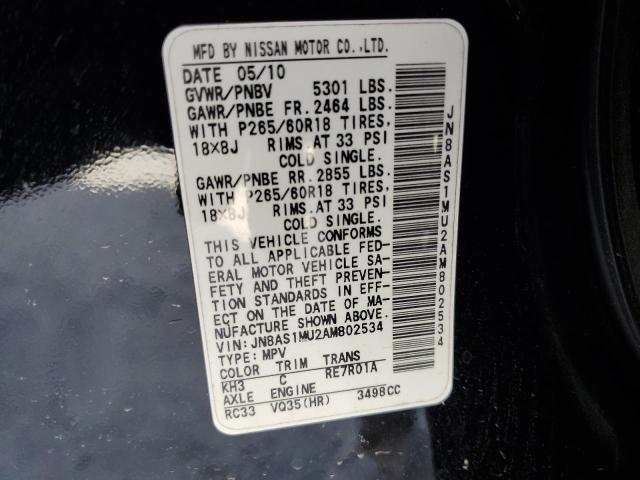 MFD BY NISSAN MOTOR CO.,LTD.
DATE 05/10
GVWR/PNBV 5301 LBS.
GAWR/PNBE FR. 2464 LBS.
WITH P265/60R18 TIRES,
18X8J RIMS.AT 33 PSI
COLD SINGLE.
GAWR/PNBE RR. 2855 LBS.
WITH P265/60R18 TIRES,
18X8J RIMS.AT 33 PSI
COLD SINGLE.
THIS VEHICLE CONFORMS
TO ALL APPLICABLE FED-
ERAL MOTOR VEHICLE SA-
FETY AND THEFT PREVEN
TION STANDARDS IN EFF-
ECT ON THE DATE OF MA-
NUFACTURE SHOWN ABOVE.
VIN: JN8AS1MU2AM802534
TYPE: MPV
COLOR TRIM TRANS
KH3 C RE7R01A
AXLE ENGINE
RC33 VQ35(HR) 3498CC
JN8AS1MU2AM802534